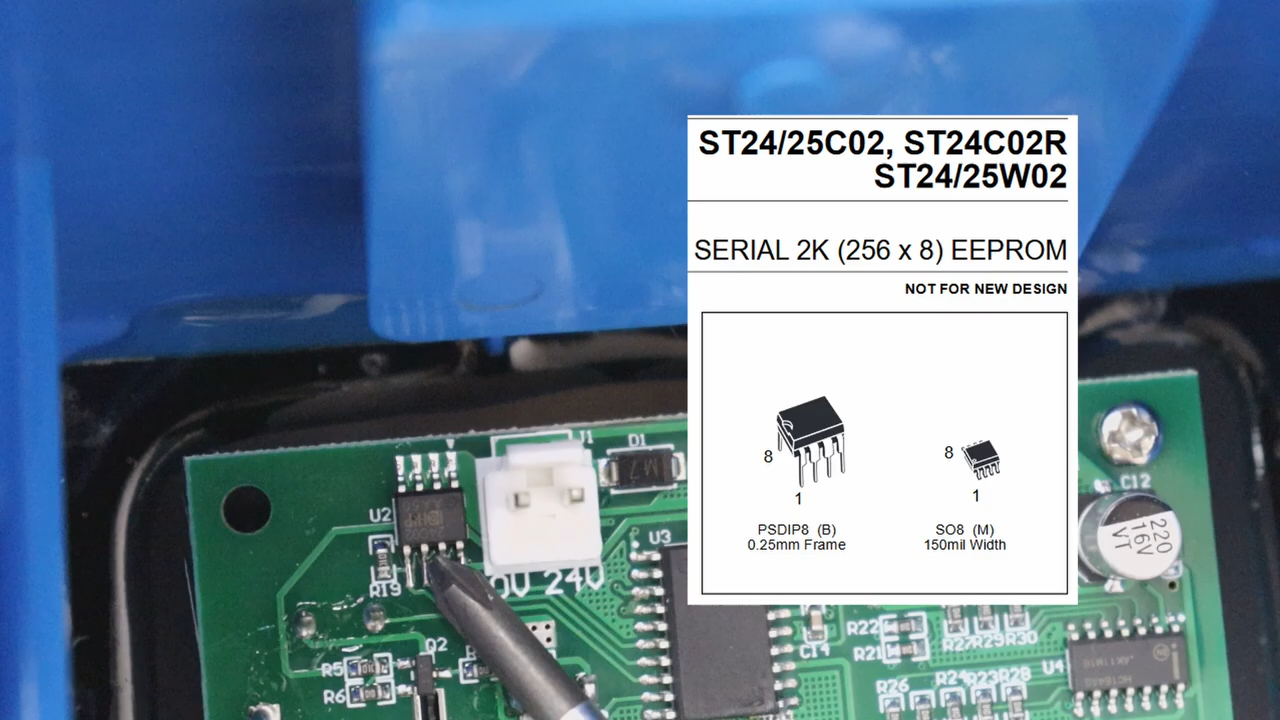 ST24/25C02, ST24C02R
ST24/25W02
SERIAL 2K (256 x 8) EEPROM
NOT FOR NEW DESIGN
8
1
PSDIP8 (B)
0.25mm Frame
8
1
SO8 (M)
150mil Width
J1
D1
M7
U2
R19
0V 24V
U3
C12
220
16V
VT
Q2
R5
R6
C14
R22
R21
R27
R29
R30
U4
R26
R24
R23
R28